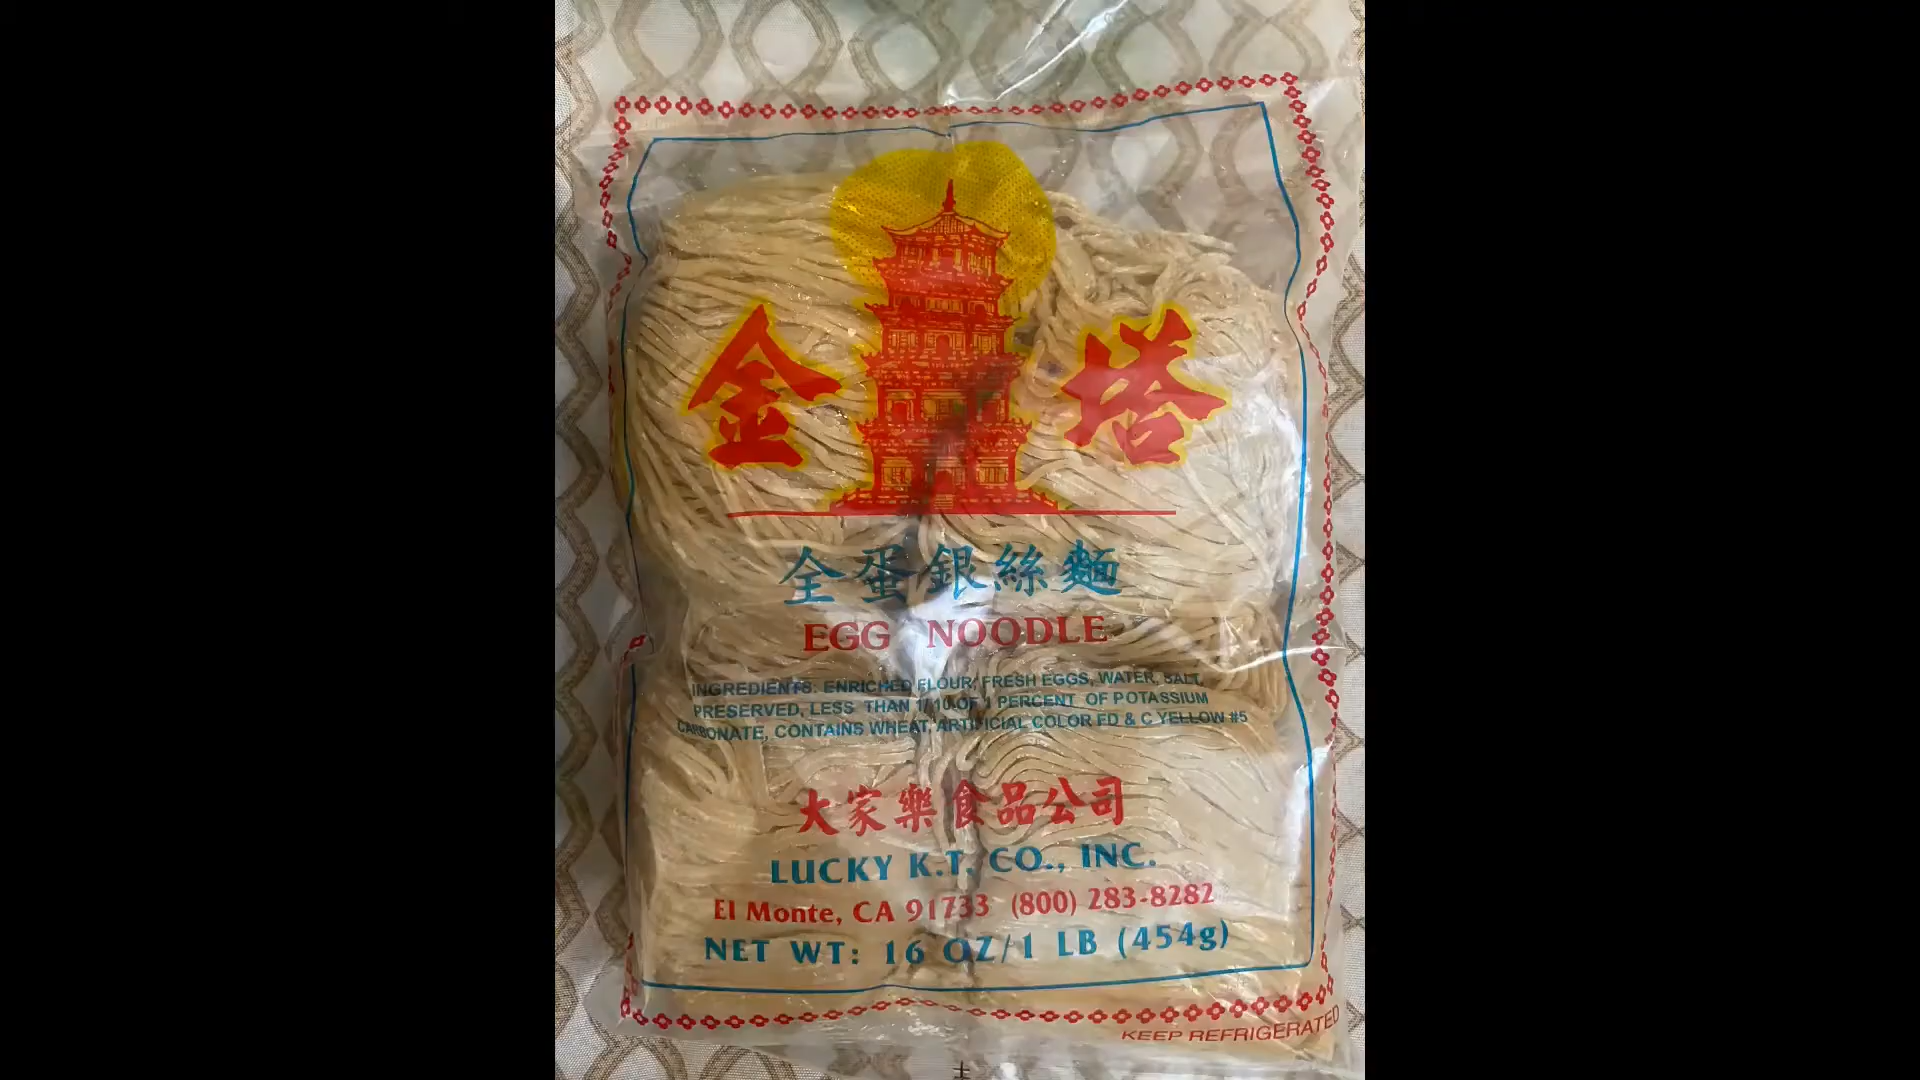 金塔
全蛋銀絲麵
EGG NOODLE
INGREDIENTS: ENRICHED FLOUR, FRESH EGGS, WATER, SALT,
PRESERVED, LESS THAN 1/10 OF 1 PERCENT OF POTASSIUM
CARBONATE, CONTAINS WHEAT, ARTIFICIAL COLOR FD & C YELLOW #5
大家樂食品公司
LUCKY K.T. CO., INC.
El Monte, CA 91733 (800) 283-8282
NET WT: 16 OZ/1 LB (454g)
KEEP REFRIGERATED